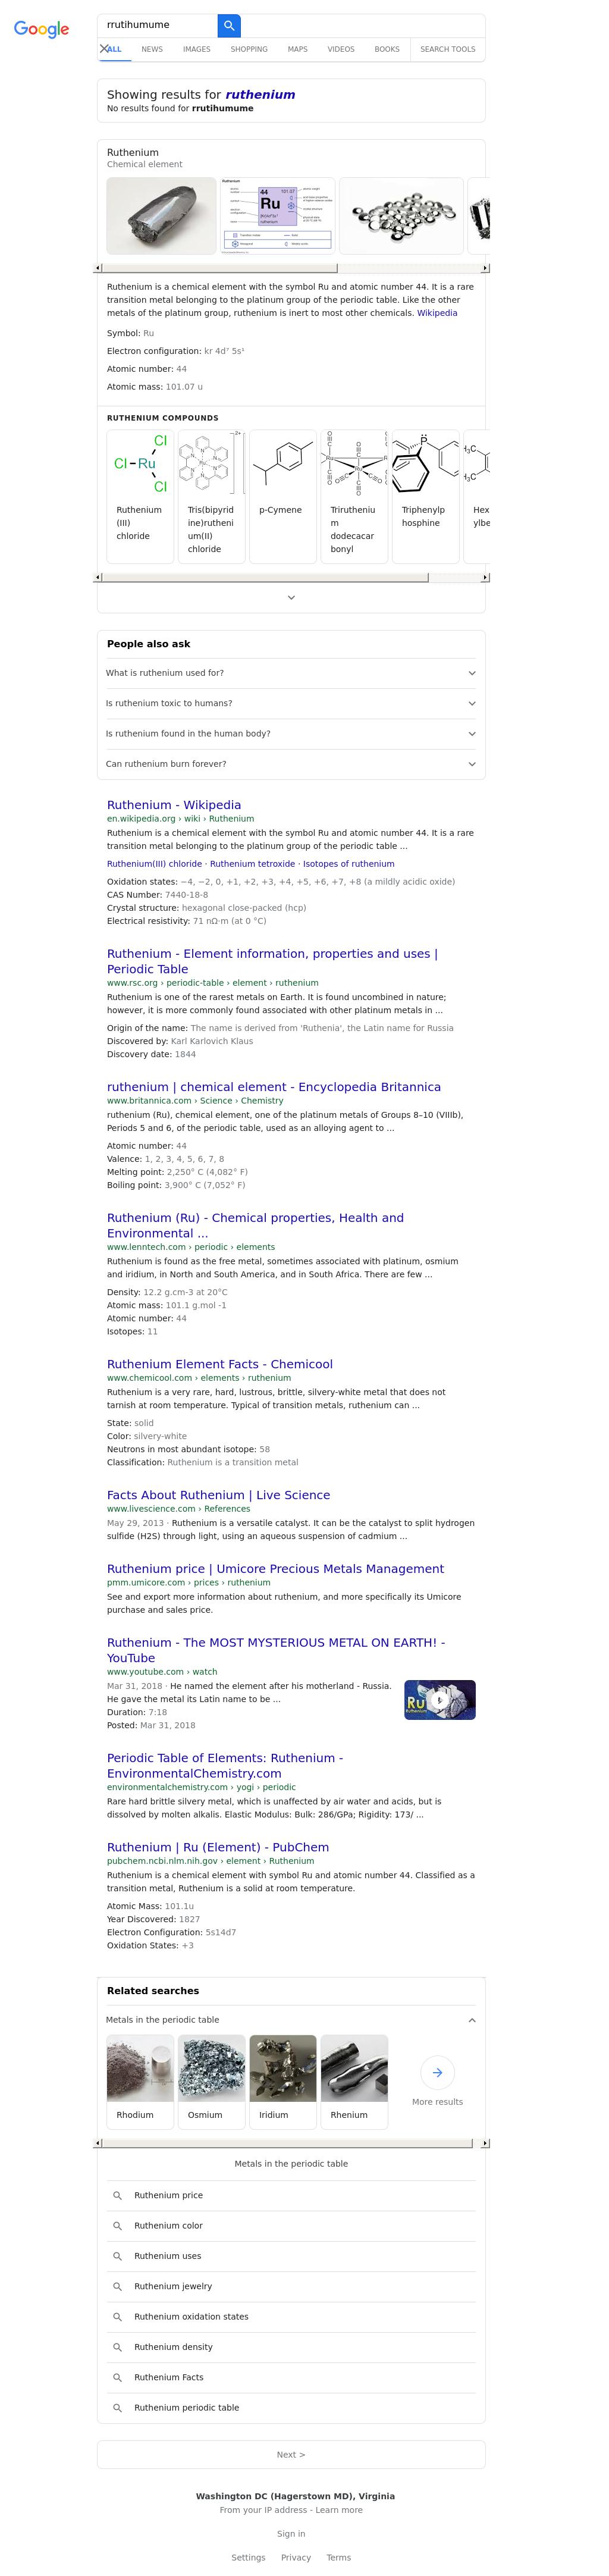 Google
rrutihumume
ALL NEWS IMAGES SHOPPING MAPS VIDEOS BOOKS SEARCH TOOLS
Showing results for ruthenium
No results found for rrutihumume
Ruthenium
Chemical element
Ruthenium
44 101.07
Ru
Ruthenium is a chemical element with the symbol Ru and atomic number 44. It is a rare
transition metal belonging to the platinum group of the periodic table. Like the other
metals of the platinum group, ruthenium is inert to most other chemicals. Wikipedia
Symbol: Ru
Electron configuration: kr 4d⁷ 5s¹
Atomic number: 44
Atomic mass: 101.07 u
RUTHENIUM COMPOUNDS
Cl
Cl Ru
Cl
Ruthenium
(III)
chloride
2+
Tris(bipyrid
ine)rutheni
um(II)
chloride
p-Cymene
Trirutheniu
m
dodecacar
bonyl
P
Triphenylp
hosphine
H₃C
H₃C
Hex
ylbe
People also ask
What is ruthenium used for?
Is ruthenium toxic to humans?
Is ruthenium found in the human body?
Can ruthenium burn forever?
Ruthenium - Wikipedia
en.wikipedia.org › wiki › Ruthenium
Ruthenium is a chemical element with the symbol Ru and atomic number 44. It is a rare
transition metal belonging to the platinum group of the periodic table ...
Ruthenium(III) chloride · Ruthenium tetroxide · Isotopes of ruthenium
Oxidation states: −4, −2, 0, +1, +2, +3, +4, +5, +6, +7, +8 (a mildly acidic oxide)
CAS Number: 7440-18-8
Crystal structure: hexagonal close-packed (hcp)
Electrical resistivity: 71 nΩ·m (at 0 °C)
Ruthenium - Element information, properties and uses |
Periodic Table
www.rsc.org › periodic-table › element › ruthenium
Ruthenium is one of the rarest metals on Earth. It is found uncombined in nature;
however, it is more commonly found associated with other platinum metals in ...
Origin of the name: The name is derived from 'Ruthenia', the Latin name for Russia
Discovered by: Karl Karlovich Klaus
Discovery date: 1844
ruthenium | chemical element - Encyclopedia Britannica
www.britannica.com › Science › Chemistry
ruthenium (Ru), chemical element, one of the platinum metals of Groups 8–10 (VIIIb),
Periods 5 and 6, of the periodic table, used as an alloying agent to ...
Atomic number: 44
Valence: 1, 2, 3, 4, 5, 6, 7, 8
Melting point: 2,250° C (4,082° F)
Boiling point: 3,900° C (7,052° F)
Ruthenium (Ru) - Chemical properties, Health and
Environmental ...
www.lenntech.com › periodic › elements
Ruthenium is found as the free metal, sometimes associated with platinum, osmium
and iridium, in North and South America, and in South Africa. There are few ...
Density: 12.2 g.cm-3 at 20°C
Atomic mass: 101.1 g.mol -1
Atomic number: 44
Isotopes: 11
Ruthenium Element Facts - Chemicool
www.chemicool.com › elements › ruthenium
Ruthenium is a very rare, hard, lustrous, brittle, silvery-white metal that does not
tarnish at room temperature. Typical of transition metals, ruthenium can ...
State: solid
Color: silvery-white
Neutrons in most abundant isotope: 58
Classification: Ruthenium is a transition metal
Facts About Ruthenium | Live Science
www.livescience.com › References
May 29, 2013 · Ruthenium is a versatile catalyst. It can be the catalyst to split hydrogen
sulfide (H2S) through light, using an aqueous suspension of cadmium ...
Ruthenium price | Umicore Precious Metals Management
pmm.umicore.com › prices › ruthenium
See and export more information about ruthenium, and more specifically its Umicore
purchase and sales price.
Ruthenium - The MOST MYSTERIOUS METAL ON EARTH! -
YouTube
www.youtube.com › watch
Mar 31, 2018 · He named the element after his motherland - Russia.
He gave the metal its Latin name to be ...
Duration: 7:18
Posted: Mar 31, 2018
Ru
Ruthenium
Periodic Table of Elements: Ruthenium -
EnvironmentalChemistry.com
environmentalchemistry.com › yogi › periodic
Rare hard brittle silvery metal, which is unaffected by air water and acids, but is
dissolved by molten alkalis. Elastic Modulus: Bulk: 286/GPa; Rigidity: 173/ ...
Ruthenium | Ru (Element) - PubChem
pubchem.ncbi.nlm.nih.gov › element › Ruthenium
Ruthenium is a chemical element with symbol Ru and atomic number 44. Classified as a
transition metal, Ruthenium is a solid at room temperature.
Atomic Mass: 101.1u
Year Discovered: 1827
Electron Configuration: 5s14d7
Oxidation States: +3
Related searches
Metals in the periodic table
Rhodium
Osmium
Iridium
Rhenium
More results
Metals in the periodic table
Ruthenium price
Ruthenium color
Ruthenium uses
Ruthenium jewelry
Ruthenium oxidation states
Ruthenium density
Ruthenium Facts
Ruthenium periodic table
Next >
Washington DC (Hagerstown MD), Virginia
From your IP address - Learn more
Sign in
Settings Privacy Terms